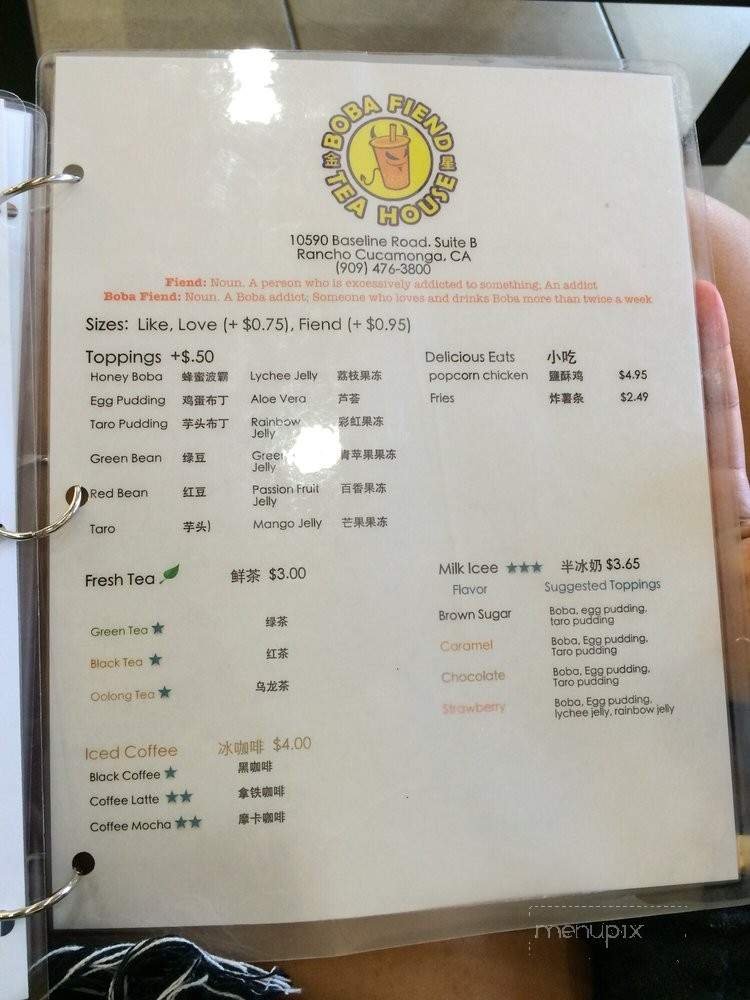 BOBA FIEND
金 星
TEA HOUSE
10590 Baseline Road. Suite B
Rancho Cucamonga, CA
(909) 476-3800
Fiend: Noun. A person who is excessively addicted to something; An addict
Boba Fiend: Noun. A Boba addict; Someone who loves and drinks Boba more than twice a week
Sizes: Like, Love (+ $0.75), Fiend (+ $0.95)
Toppings +$.50
Honey Boba 蜂蜜波霸 Lychee Jelly 荔枝果冻
Egg Pudding 鸡蛋布丁 Aloe Vera 芦荟
Taro Pudding 芋头布丁 Rainbow 彩虹果冻
Jelly
Green Bean 绿豆 Green 青苹果果冻
Jelly
Red Bean 红豆 Passion Fruit 百香果冻
Jelly
Taro 芋头) Mango Jelly 芒果果冻
Delicious Eats 小吃
popcorn chicken 鹽酥鸡 $4.95
Fries 炸薯条 $2.49
Fresh Tea 鲜茶 $3.00
Green Tea ★ 绿茶
Black Tea ★ 红茶
Oolong Tea ★ 乌龙茶
Iced Coffee 冰咖啡 $4.00
Black Coffee ★ 黑咖啡
Coffee Latte ★★ 拿铁咖啡
Coffee Mocha ★★ 摩卡咖啡
Milk Icee ★★★ 半冰奶 $3.65
Flavor Suggested Toppings
Brown Sugar Boba, egg pudding,
taro pudding
Caramel Boba, Egg pudding,
Taro pudding
Chocolate Boba, Egg pudding,
Taro pudding
Strawberry Boba, Egg pudding,
lychee jelly, rainbow jelly
menupix